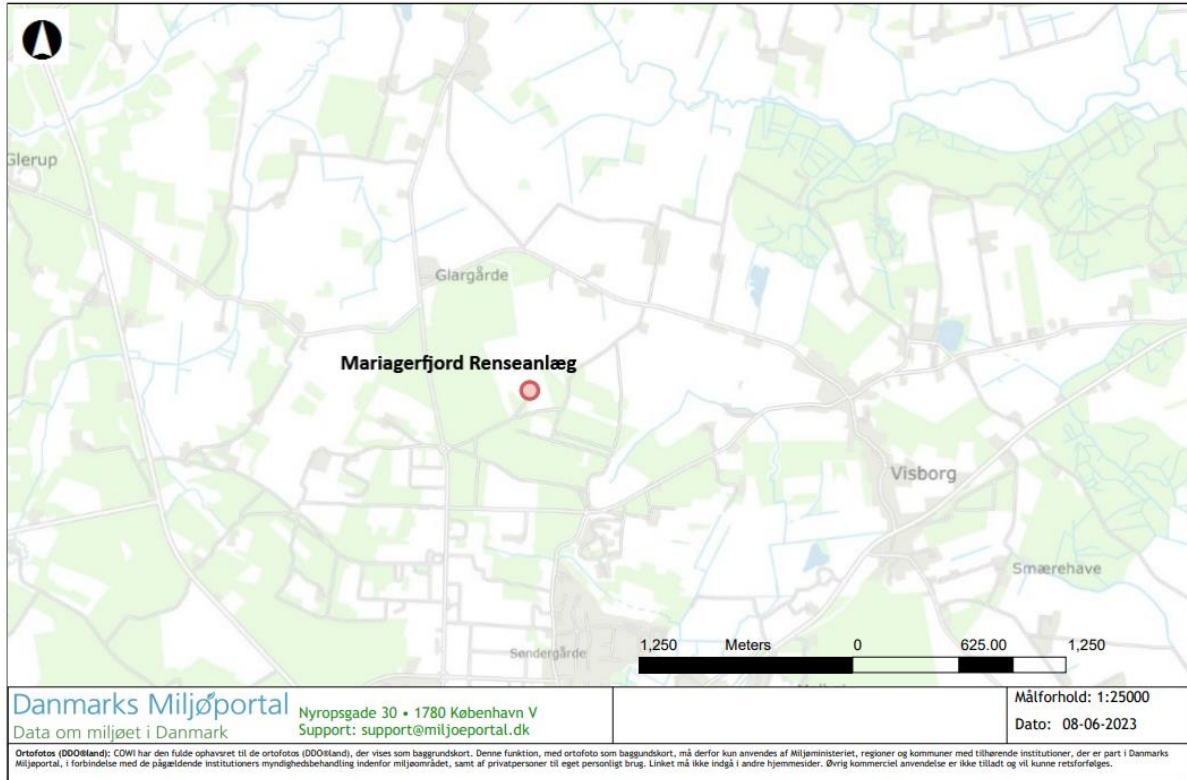 Glerup
Glargårde
Mariagerfjord Renseanlæg
Visborg
Smærehave
Søndergårde
1,250 Meters 0 625.00 1,250
Danmarks Miljøportal
Data om miljøet i Danmark
Nyropsgade 30 • 1780 København V
Support: support@miljoeportal.dk
Målforhold: 1:25000
Dato: 08-06-2023
Ortofotos (DDO®land): COWI har den fulde ophavsret til de ortofotos (DDO®land), der vises som baggrundskort. Denne funktion, med ortofoto som baggundskort, må derfor kun anvendes af Miljøministeriet, regioner og kommuner med tilhørende institutioner, der er part i Danmarks
Miljøportal, i forbindelse med de pågældende institutioners myndighedsbehandling indenfor miljøområdet, samt af privatpersoner til eget personligt brug. Linket må ikke indgå i andre hjemmesider. Øvrig kommerciel anvendelse er ikke tilladt og vil kunne retsforfølges.